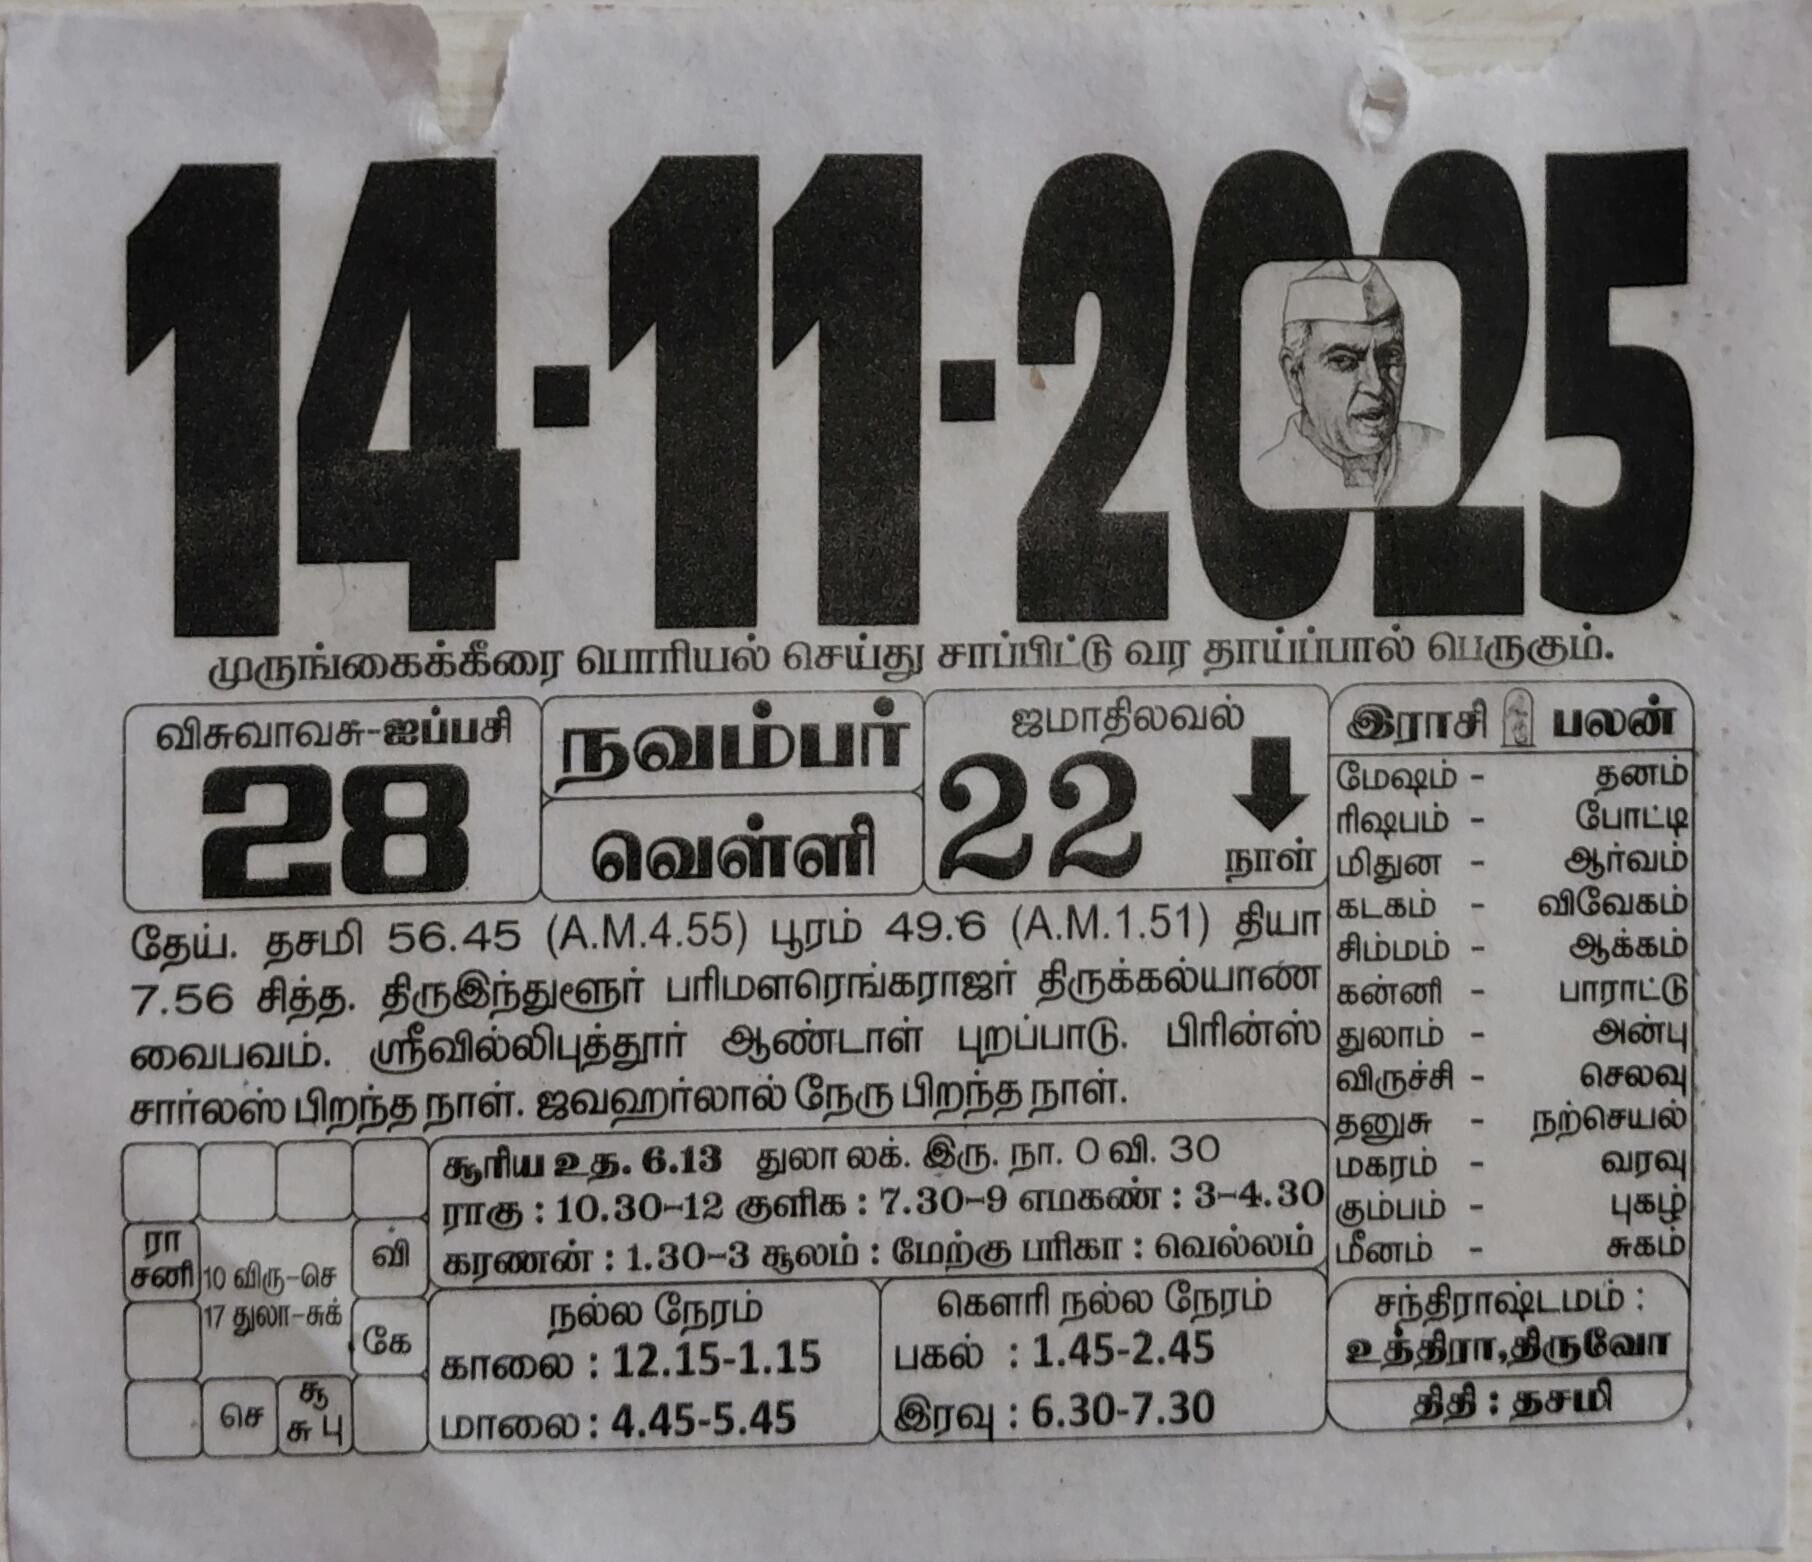 14-11-2025
முருங்கைக்கீரை பொரியல் செய்து சாப்பிட்டு வர தாய்ப்பால் பெருகும்.
விசுவாவசு-ஐப்பசி
28
நவம்பர்
வெள்ளி
ஜமாதிலவல்
22
நாள்
தேய். தசமி 56.45 (A.M.4.55) பூரம் 49.6 (A.M.1.51) தியா
7.56 சித்த. திருஇந்துளூர் பரிமளரெங்கராஜர் திருக்கல்யாண
வைபவம். ஸ்ரீவில்லிபுத்தூர் ஆண்டாள் புறப்பாடு. பிரின்ஸ்
சார்லஸ் பிறந்த நாள். ஜவஹர்லால் நேரு பிறந்த நாள்.
இராசி பலன்
மேஷம் - தனம்
ரிஷபம் - போட்டி
மிதுன - ஆர்வம்
கடகம் - விவேகம்
சிம்மம் - ஆக்கம்
கன்னி - பாராட்டு
துலாம் - அன்பு
விருச்சி - செலவு
தனுசு - நற்செயல்
மகரம் - வரவு
கும்பம் - புகழ்
மீனம் - சுகம்
ரா
சனி
10 விரு-செ
17 துலா-சுக்
வி
கே
செ
சூ
சு பு
சூரிய உத. 6.13 துலா லக். இரு. நா. 0 வி. 30
ராகு : 10.30-12 குளிக : 7.30-9 எமகண் : 3-4.30
கரணன் : 1.30-3 சூலம் : மேற்கு பரிகா : வெல்லம்
நல்ல நேரம்
காலை : 12.15-1.15
மாலை : 4.45-5.45
கௌரி நல்ல நேரம்
பகல் : 1.45-2.45
இரவு : 6.30-7.30
சந்திராஷ்டமம் :
உத்திரா,திருவோ
திதி : தசமி